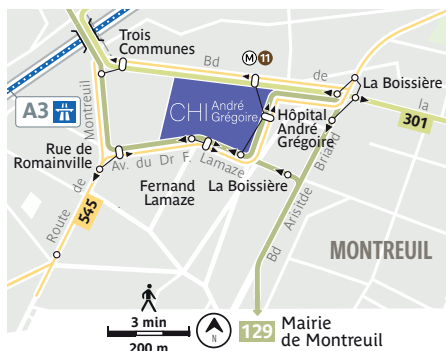 Trois
Communes
M 11
Bd
de
La Boissière
la
301
A3
Montreuil
CHI André
Grégoire
Hôpital
André
Grégoire
Rue de
Romainville
Av. du Dr F. Lamaze
Fernand
Lamaze
La Boissière
Briand
Arisitde
Bd
Route de
545
MONTREUIL
3 min
200 m
N
129 Mairie
de Montreuil